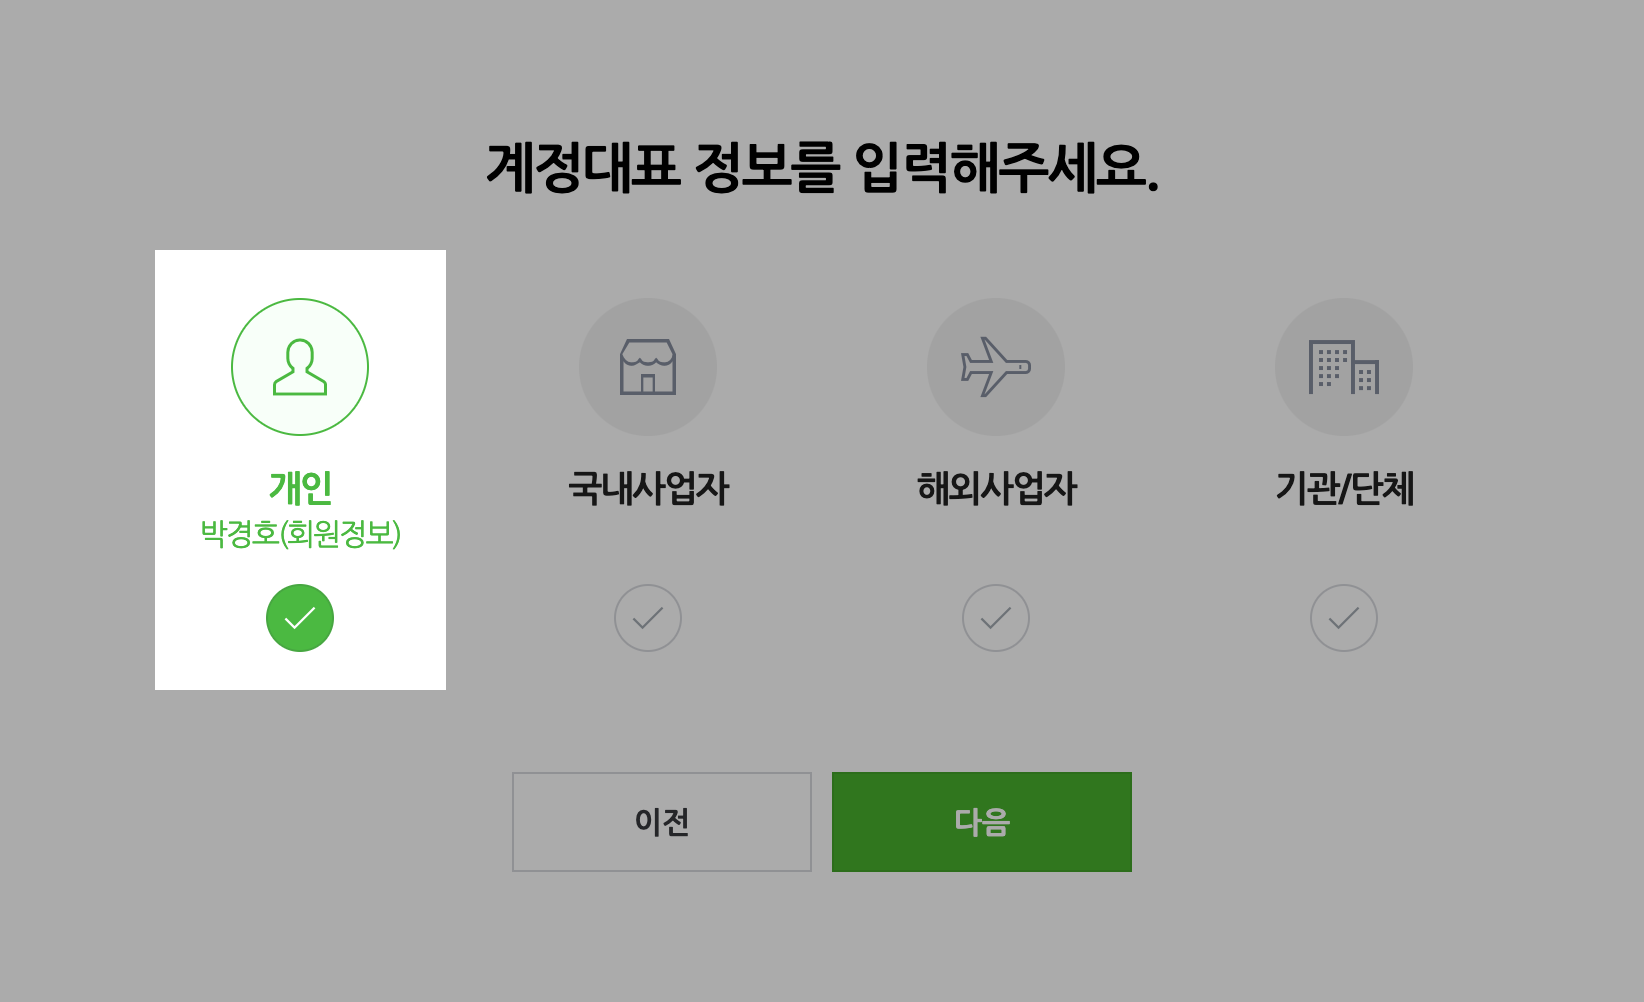 계정대표 정보를 입력해주세요.
개인
박경호(회원정보)
국내사업자
해외사업자
기관/단체
이전
다음